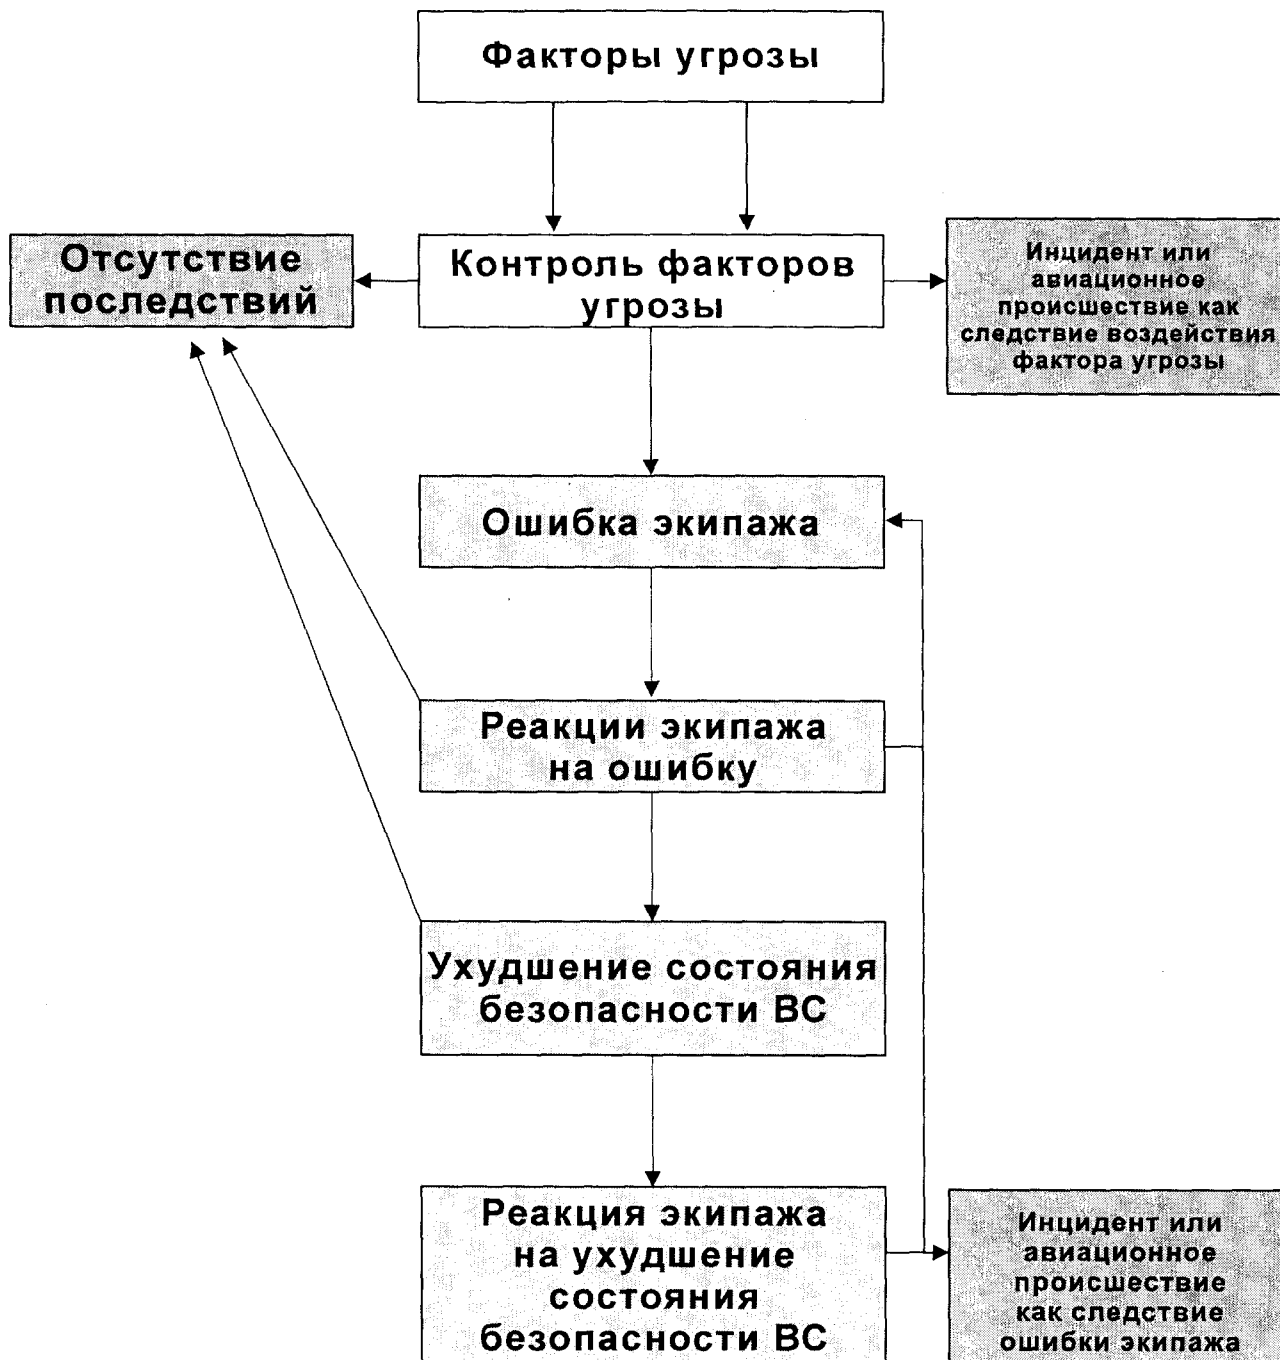 Факторы угрозы
Отсутствие
последствий
Контроль факторов
угрозы
Инцидент или
авиационное
происшествие как
следствие воздействия
фактора угрозы
Ошибка экипажа
Реакции экипажа
на ошибку
Ухудшение состояния
безопасности ВС
Реакция экипажа
на ухудшение
состояния
безопасности ВС
Инцидент или
авиационное
происшествие
как следствие
ошибки экипажа